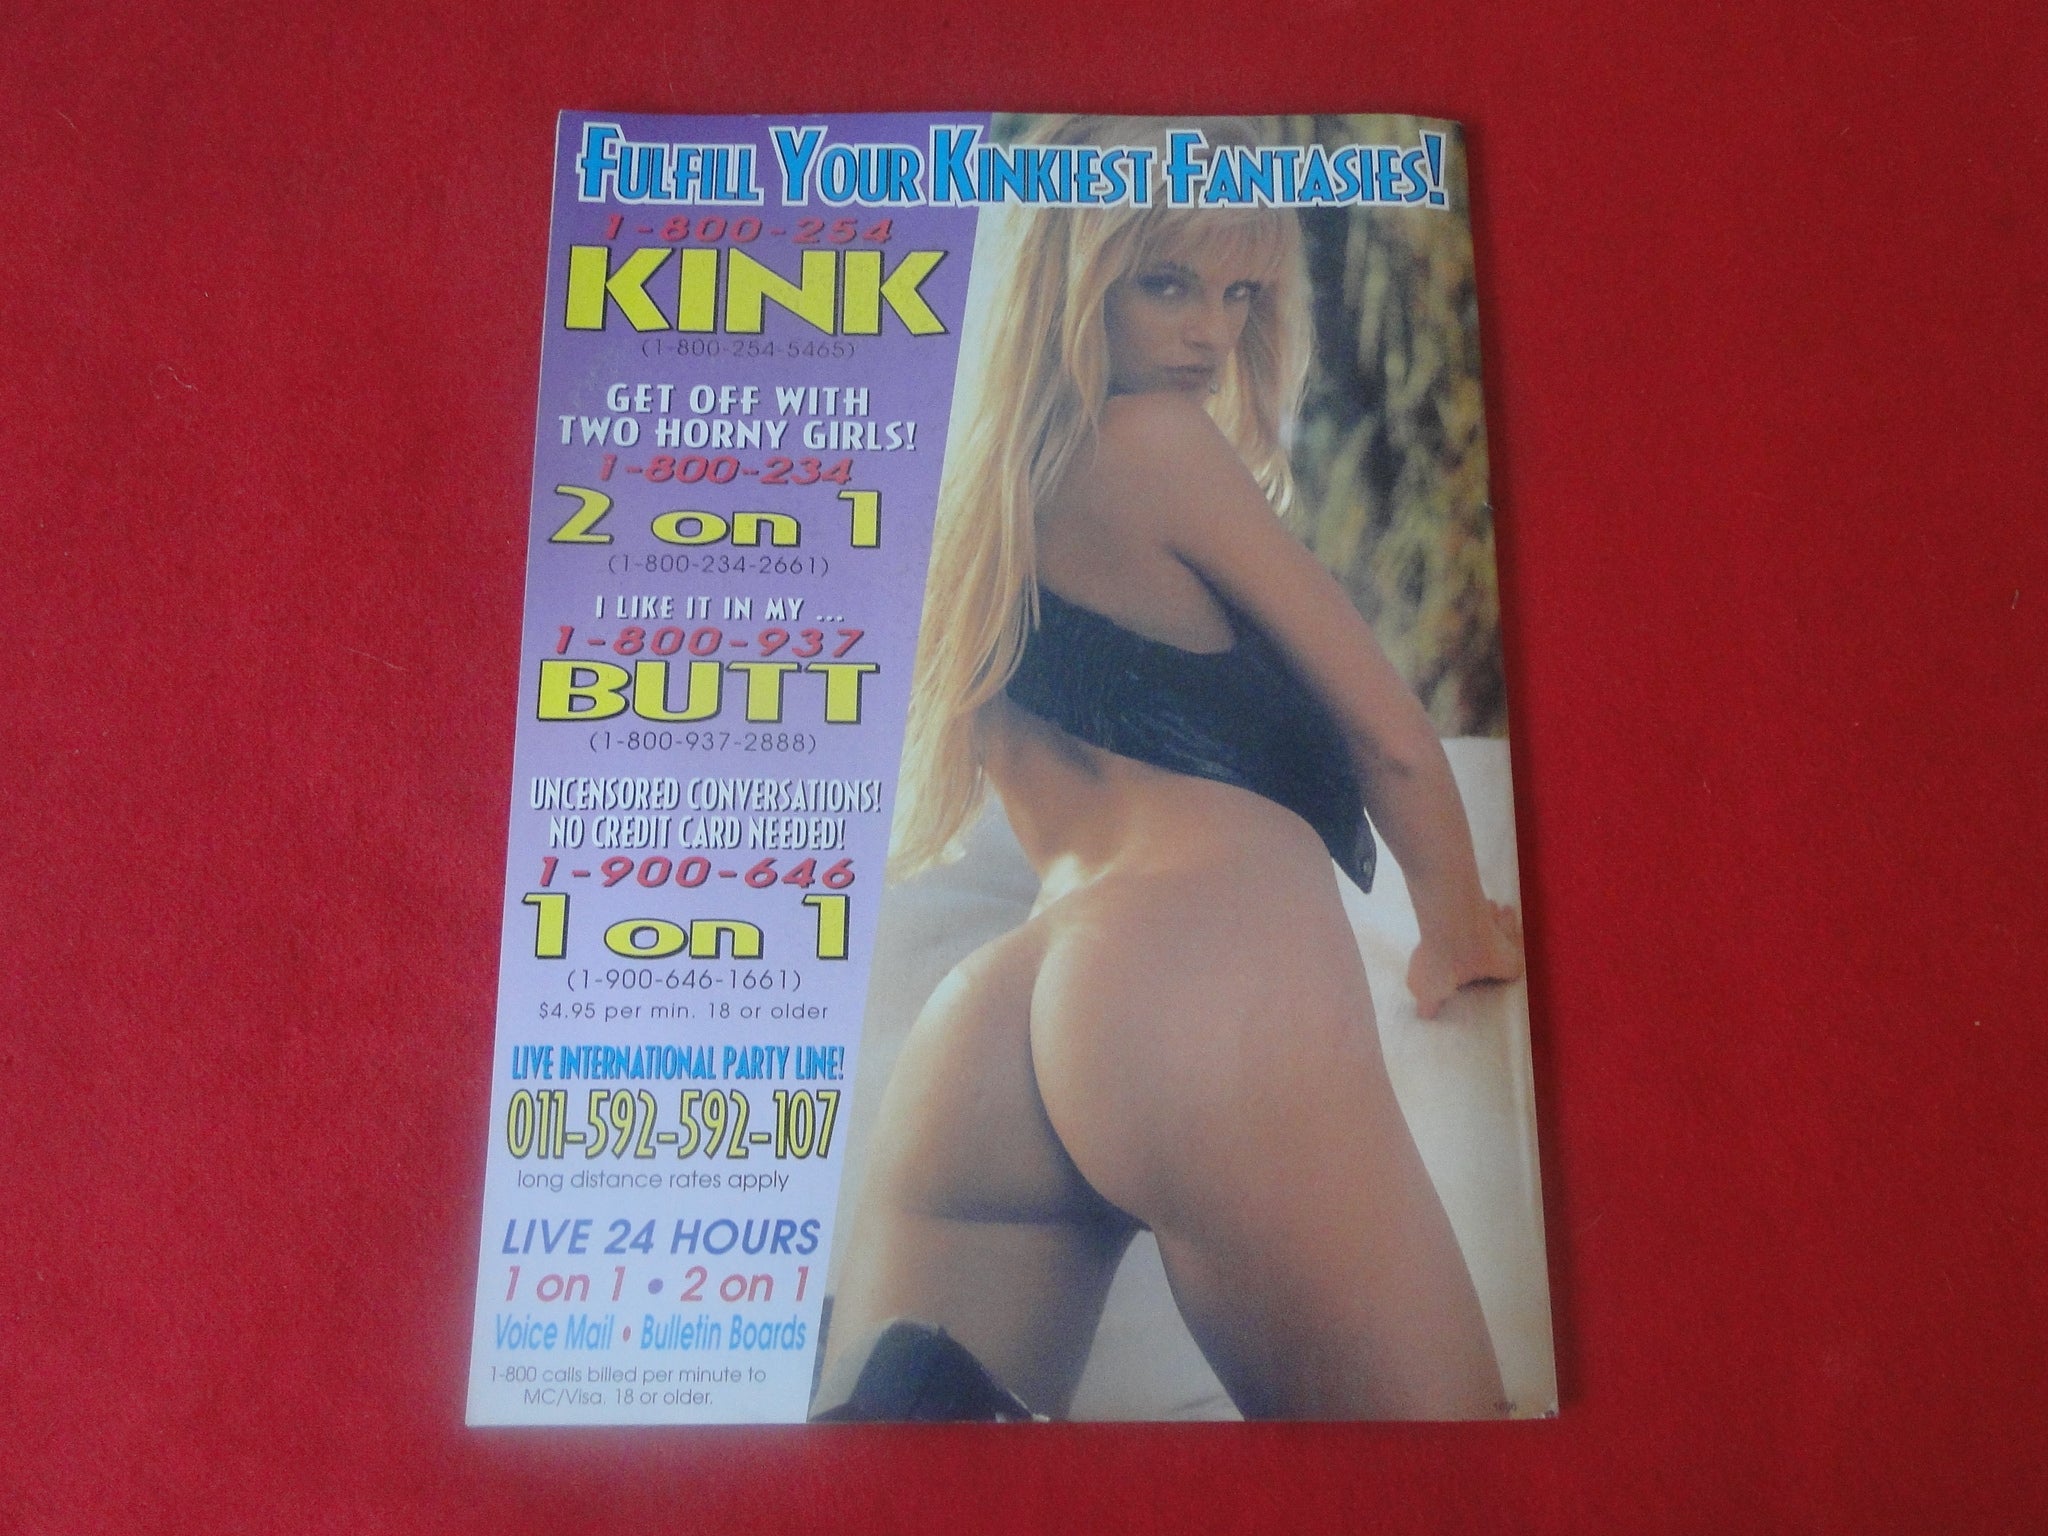 FULFILL YOUR KINKIEST FANTASIES!
1-800-254
KINK
(1-800-254-5465)
GET OFF WITH
TWO HORNY GIRLS!
1-800-234
2 on 1
(1-800-234-2661)
I LIKE IT IN MY ...
1-800-937
BUTT
(1-800-937-2888)
UNCENSORED CONVERSATIONS!
NO CREDIT CARD NEEDED!
1-900-646
1 on 1
(1-900-646-1661)
$4.95 per min. 18 or older
LIVE INTERNATIONAL PARTY LINE!
011-592-592-107
long distance rates apply
LIVE 24 HOURS
1 on 1 • 2 on 1
Voice Mail • Bulletin Boards
1-800 calls billed per minute to
MC/Visa. 18 or older.